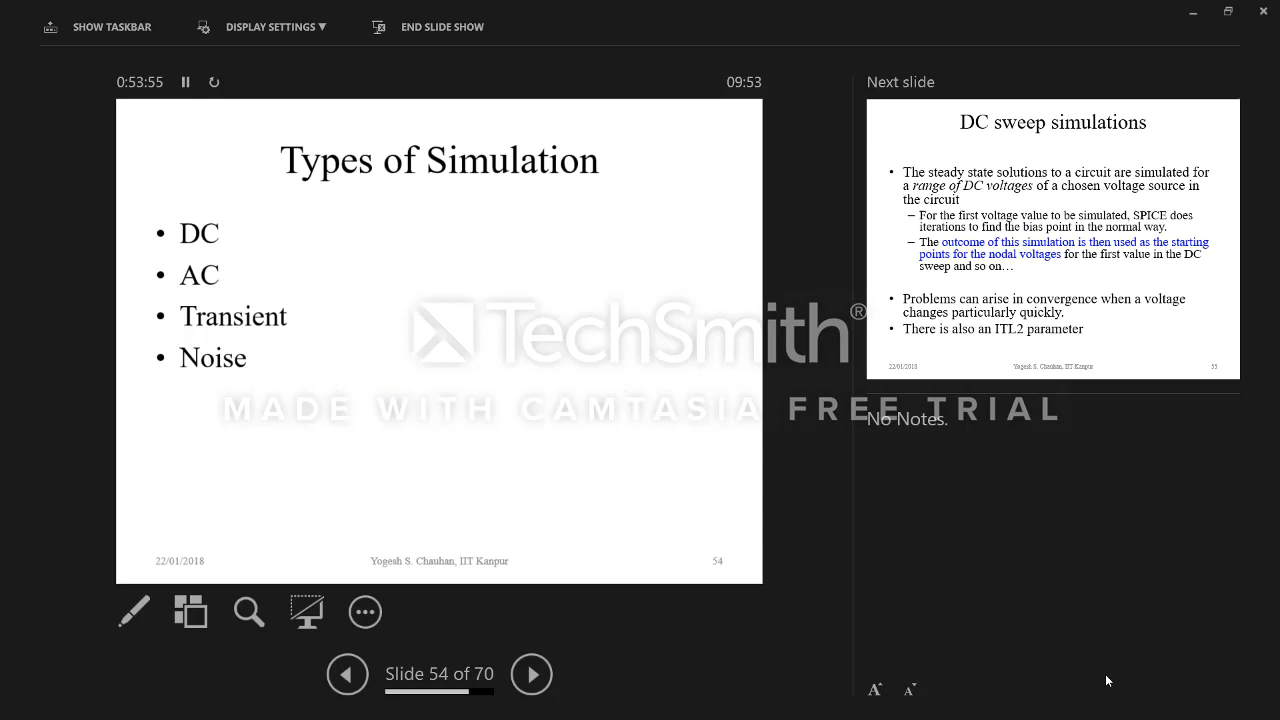 SHOW TASKBAR
DISPLAY SETTINGS ▼
END SLIDE SHOW
0:53:55
09:53
Types of Simulation
• DC
• AC
• Transient
• Noise
22/01/2018
Yogesh S. Chauhan, IIT Kanpur
54
Slide 54 of 70
Next slide
DC sweep simulations
• The steady state solutions to a circuit are simulated for
a range of DC voltages of a chosen voltage source in
the circuit
– For the first voltage value to be simulated, SPICE does
iterations to find the bias point in the normal way.
– The outcome of this simulation is then used as the starting
points for the nodal voltages for the first value in the DC
sweep and so on…
• Problems can arise in convergence when a voltage
changes particularly quickly.
• There is also an ITL2 parameter
22/01/2018
Yogesh S. Chauhan, IIT Kanpur
55
No Notes.
A A
TechSmith®
MADE WITH CAMTASIA FREE TRIAL